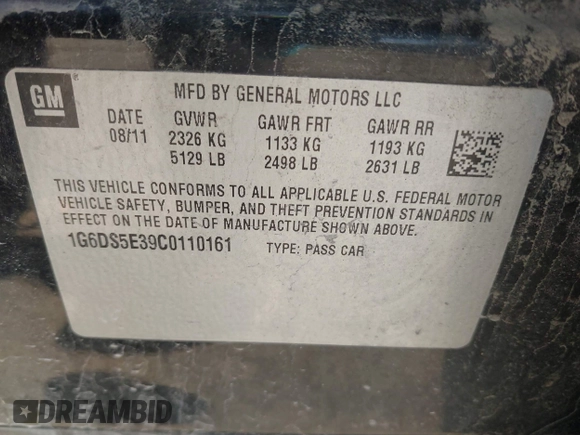 GM
MFD BY GENERAL MOTORS LLC
DATE GVWR GAWR FRT GAWR RR
08/11 2326 KG 1133 KG 1193 KG
5129 LB 2498 LB 2631 LB
THIS VEHICLE CONFORMS TO ALL APPLICABLE U.S. FEDERAL MOTOR
VEHICLE SAFETY, BUMPER, AND THEFT PREVENTION STANDARDS IN
EFFECT ON THE DATE OF MANUFACTURE SHOWN ABOVE.
1G6DS5E39C0110161 TYPE: PASS CAR
DREAMBID